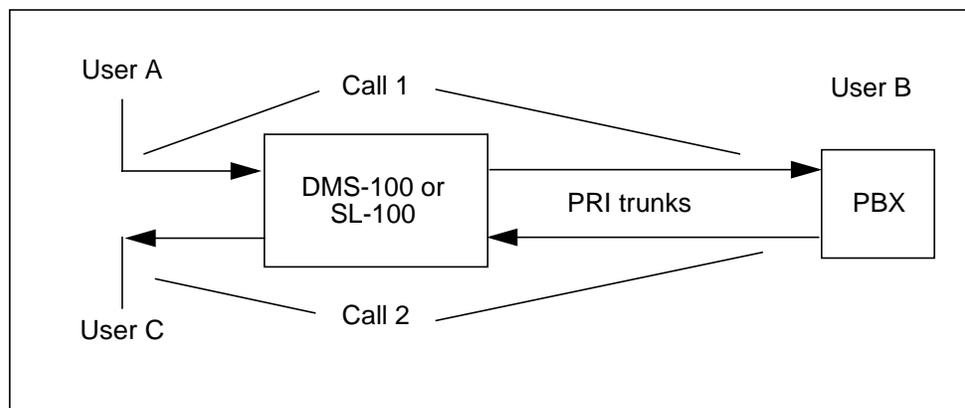 User A
Call 1
User B
DMS-100 or
SL-100
PRI trunks
PBX
Call 2
User C